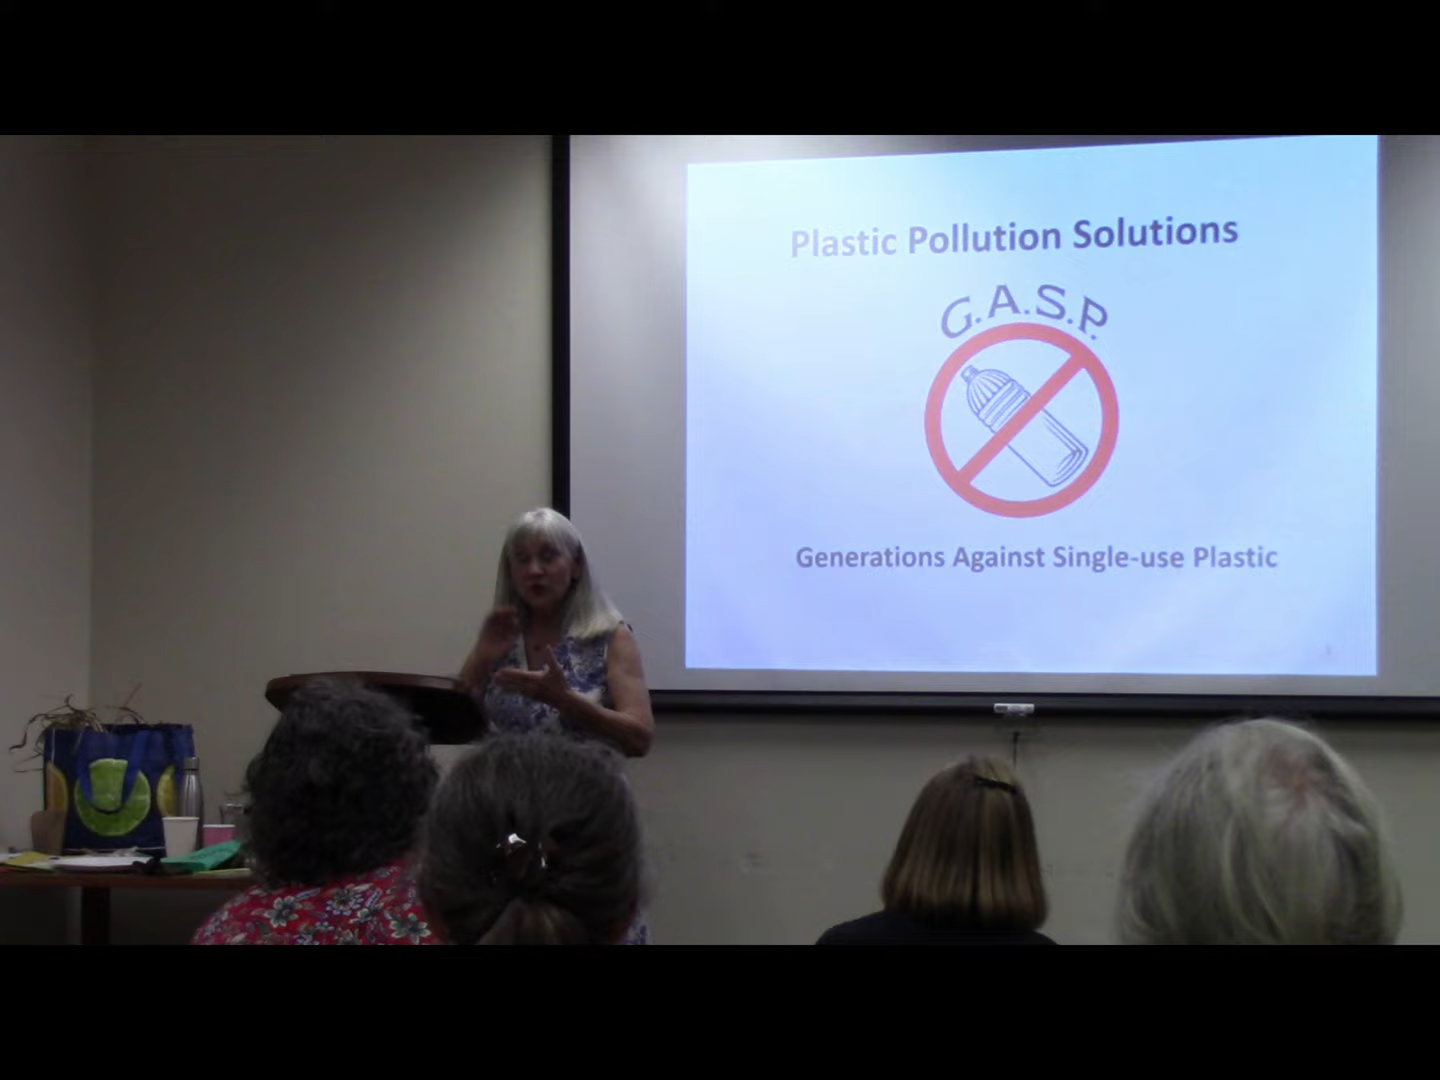 Plastic Pollution Solutions
G.A.S.P.
Generations Against Single-use Plastic